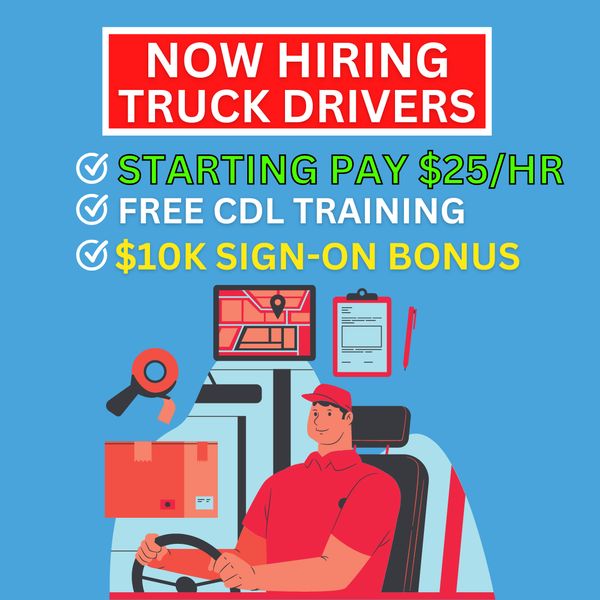 NOW HIRING
TRUCK DRIVERS
STARTING PAY $25/HR
FREE CDL TRAINING
$10K SIGN-ON BONUS